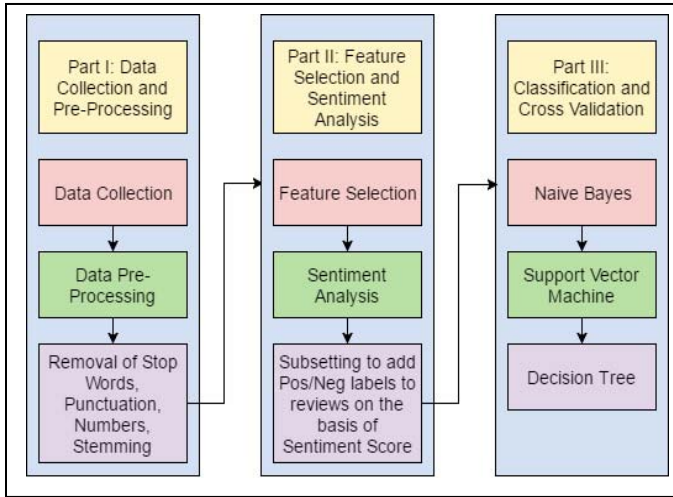 Part I: Data
Collection and
Pre-Processing
Data Collection
Data Pre-
Processing
Removal of Stop
Words,
Punctuation,
Numbers,
Stemming
Part II: Feature
Selection and
Sentiment
Analysis
Feature Selection
Sentiment
Analysis
Subsetting to add
Pos/Neg labels to
reviews on the
basis of
Sentiment Score
Part III:
Classification and
Cross Validation
Naive Bayes
Support Vector
Machine
Decision Tree